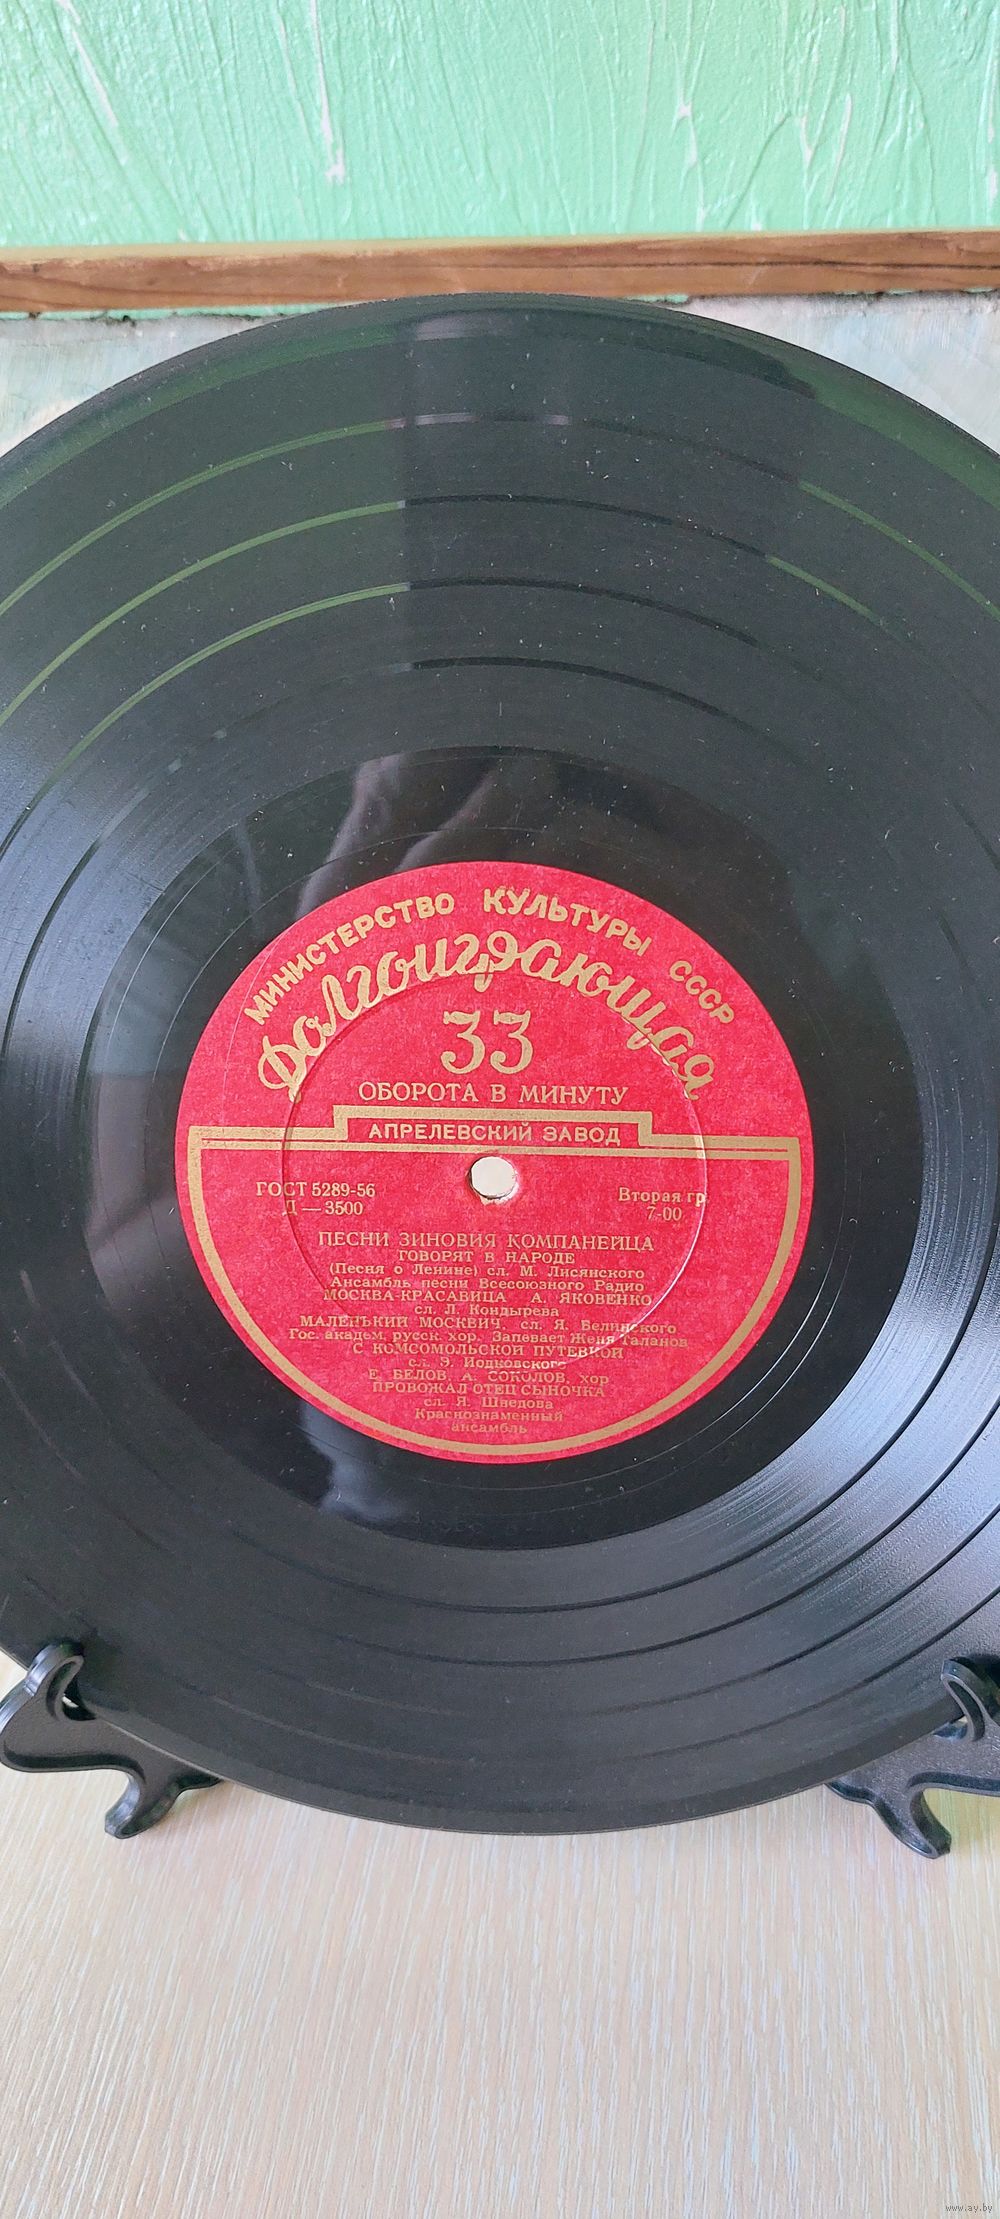 МИНИСТЕРСТВО КУЛЬТУРЫ СССР
Долгоиграющая
33
ОБОРОТА В МИНУТУ
АПРЕЛЕВСКИЙ ЗАВОД
ГОСТ 5289-56
Д — 3500
Вторая гр
7-00
ПЕСНИ ЗИНОВИЯ КОМПАНЕЙЦА
ГОВОРЯТ В НАРОДЕ
(Песня о Ленине) сл. М. Лисянского
Ансамбль песни Всесоюзного Радио
МОСКВА-КРАСАВИЦА А. ЯКОВЕНКО
сл. Л. Кондырева
МАЛЕНЬКИЙ МОСКВИЧ, сл. Я. Белинского
Гос. академ. русск. хор. Запевает Женя Таланов
С КОМСОМОЛЬСКОЙ ПУТЕВКОЙ
сл. Э. Иодковского
Е. БЕЛОВ, А. СОКОЛОВ, хор
ПРОВОЖАЛ ОТЕЦ СЫНОЧКА
сл. Я. Шведова
Краснознаменный
ансамбль
www.ay.by